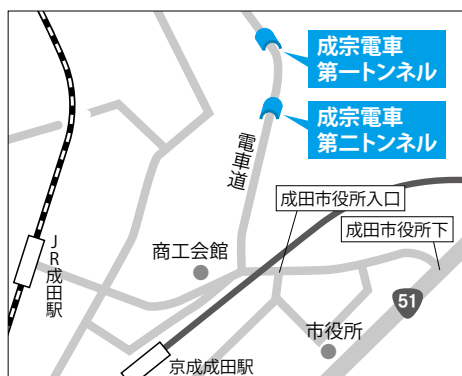 成宗電車
第一トンネル
成宗電車
第二トンネル
電車道
成田市役所入口
成田市役所下
商工会館
JR成田駅
51
市役所
京成成田駅